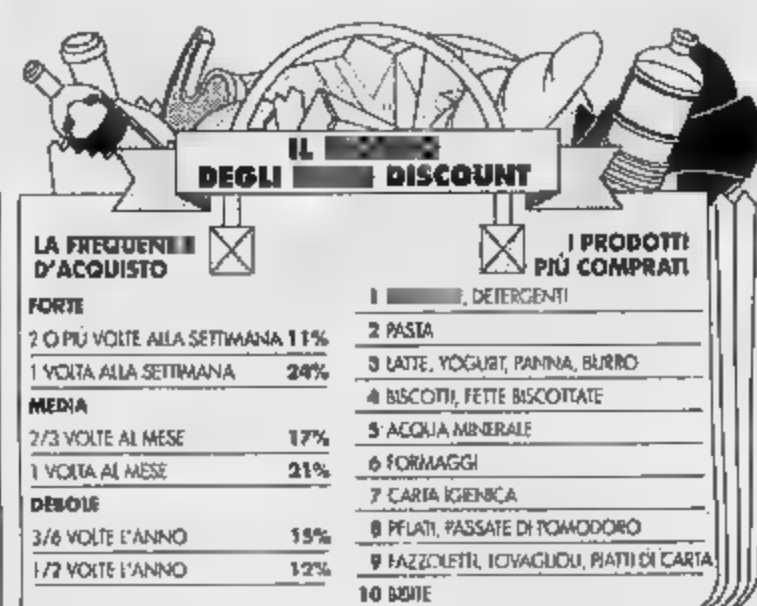 IL
DEGLI DISCOUNT
LA
D'ACQUISTO
FORTE
2 O PIÙ VOLTE ALLA SETTIMANA 11%
1 VOLTA ALLA SETTIMANA 24%
MEDIA
2/3 VOLTE AL MESE 17%
1 VOLTA AL MESE 21%
DEBOLE
3/6 VOLTE L'ANNO 15%
1/2 VOLTE L'ANNO 12%
I PRODOTTI
PIÙ COMPRATI
1 , DETERGENTI
2 PASTA
3 LATTE, YOGURT, PANNA, BURRO
4 BISCOTTI, FETTE BISCOTTATE
5 ACQUA MINERALE
6 FORMAGGI
7 CARTA IGIENICA
8 PELATI, PASSATE DI POMODORO
9 FAZZOLETTI, TOVAGLIOLI, PIATTI DI CARTA
10 BIBITE